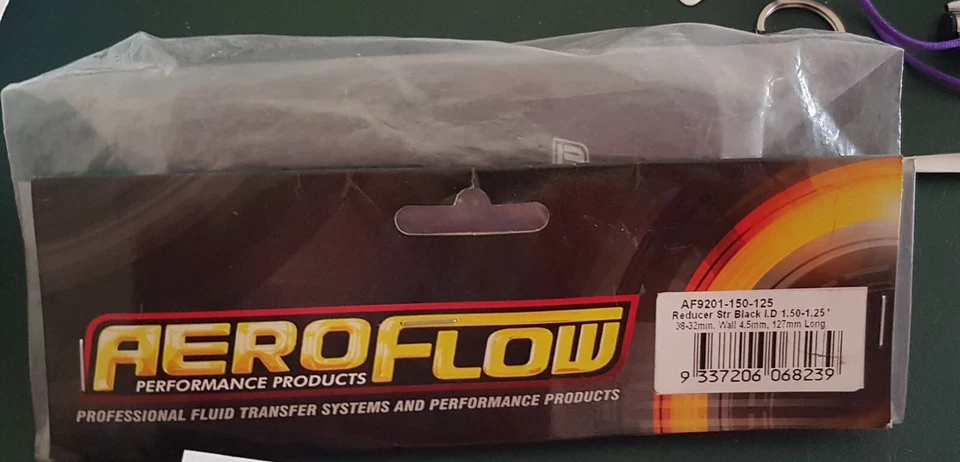 AEROFLOW
PERFORMANCE PRODUCTS
PROFESSIONAL FLUID TRANSFER SYSTEMS AND PERFORMANCE PRODUCTS
AF9201-150-125
Reducer Str Black I.D 1.50-1.25"
38-32mm, Wall 4.5mm, 127mm Long
9 337206 068239